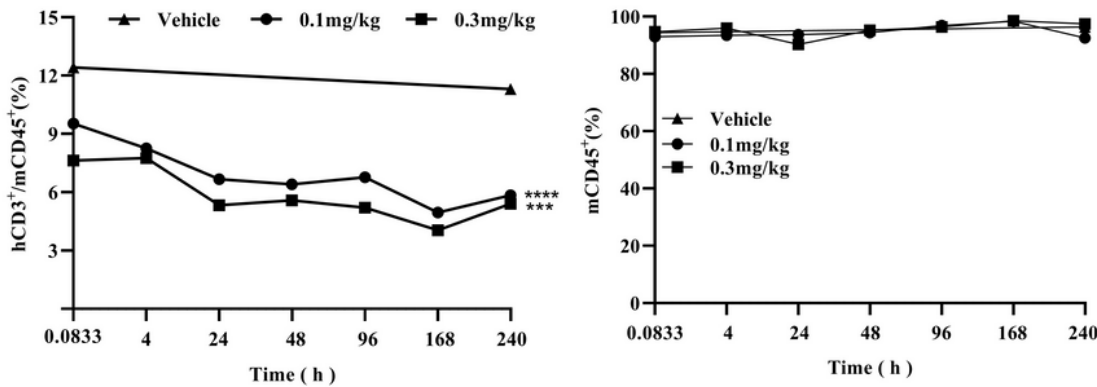 Vehicle 0.1mg/kg 0.3mg/kg
hCD3+/mCD45+(%)
15
12
9
6
3
****
***
0.0833 4 24 48 96 168 240
Time ( h )
mCD45+(%)
100
80
60
40
20
0
Vehicle
0.1mg/kg
0.3mg/kg
0.0833 4 24 48 96 168 240
Time ( h )